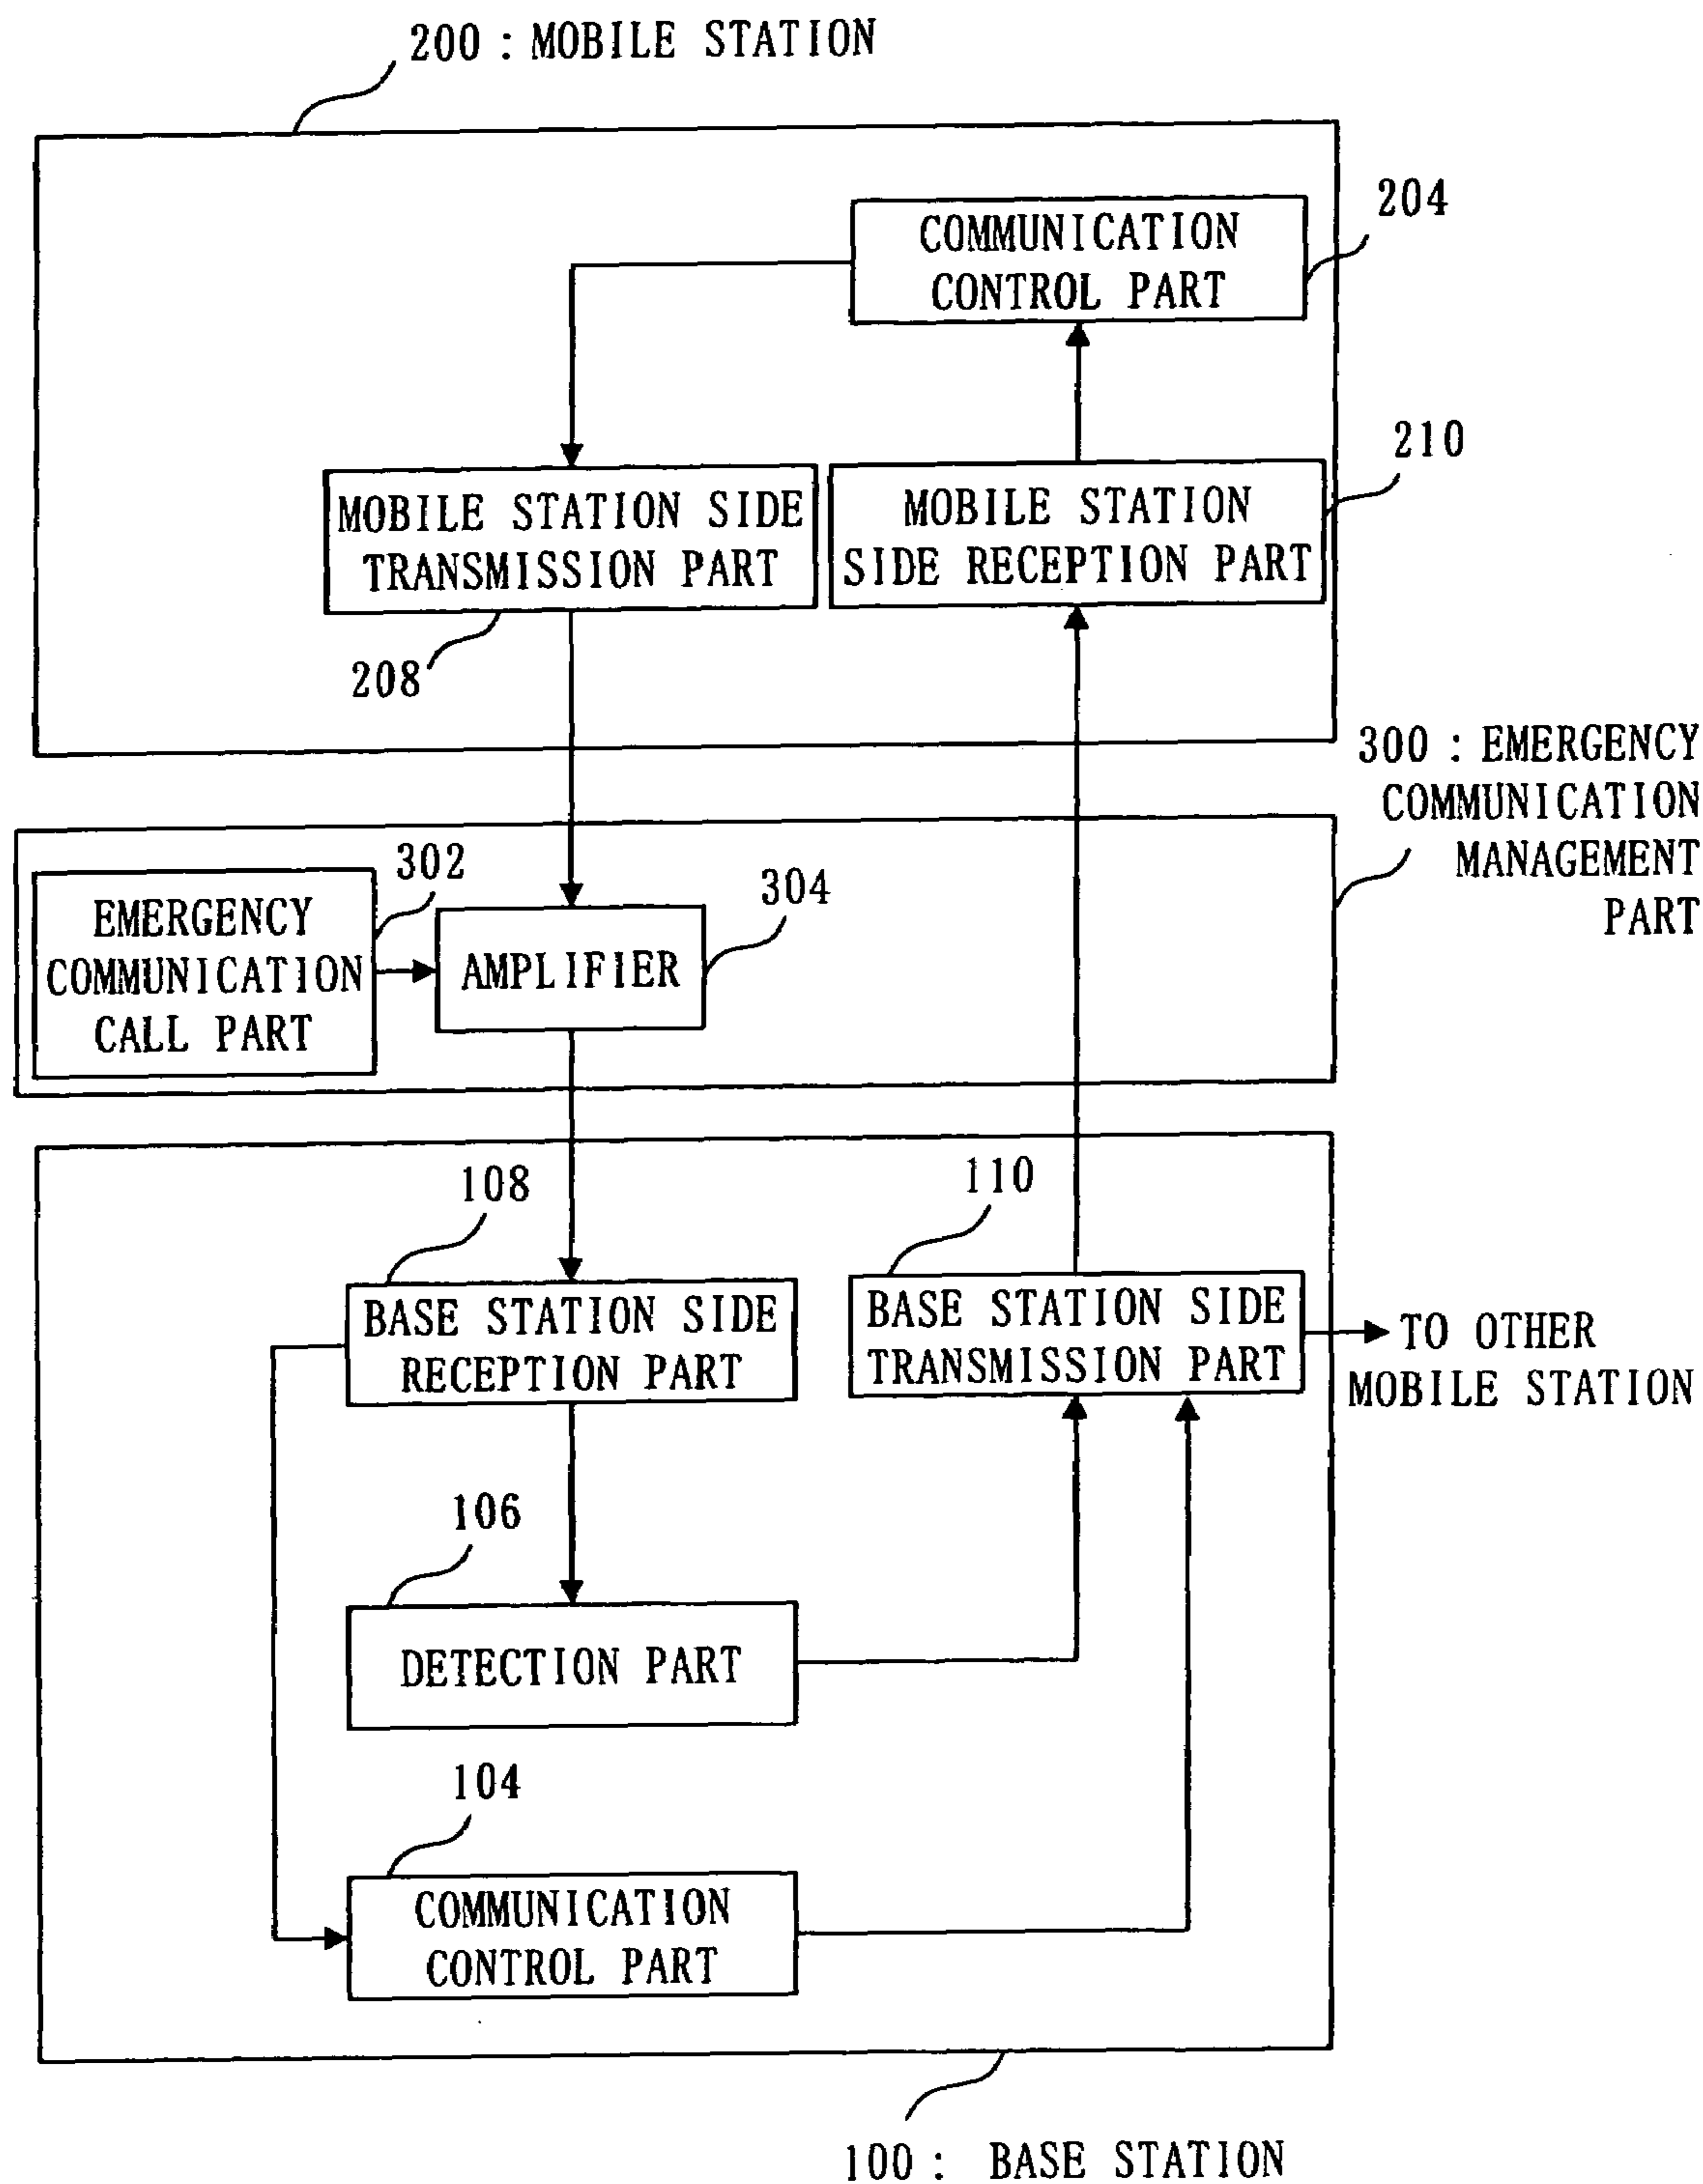 200 : MOBILE STATION
204
COMMUNICATION
CONTROL PART
210
MOBILE STATION SIDE
TRANSMISSION PART
MOBILE STATION
SIDE RECEPTION PART
208
300 : EMERGENCY
COMMUNICATION
MANAGEMENT
PART
302
EMERGENCY
COMMUNICATION
CALL PART
304
AMPLIFIER
108
110
BASE STATION SIDE
RECEPTION PART
BASE STATION SIDE
TRANSMISSION PART
TO OTHER
MOBILE STATION
106
DETECTION PART
104
COMMUNICATION
CONTROL PART
100 : BASE STATION